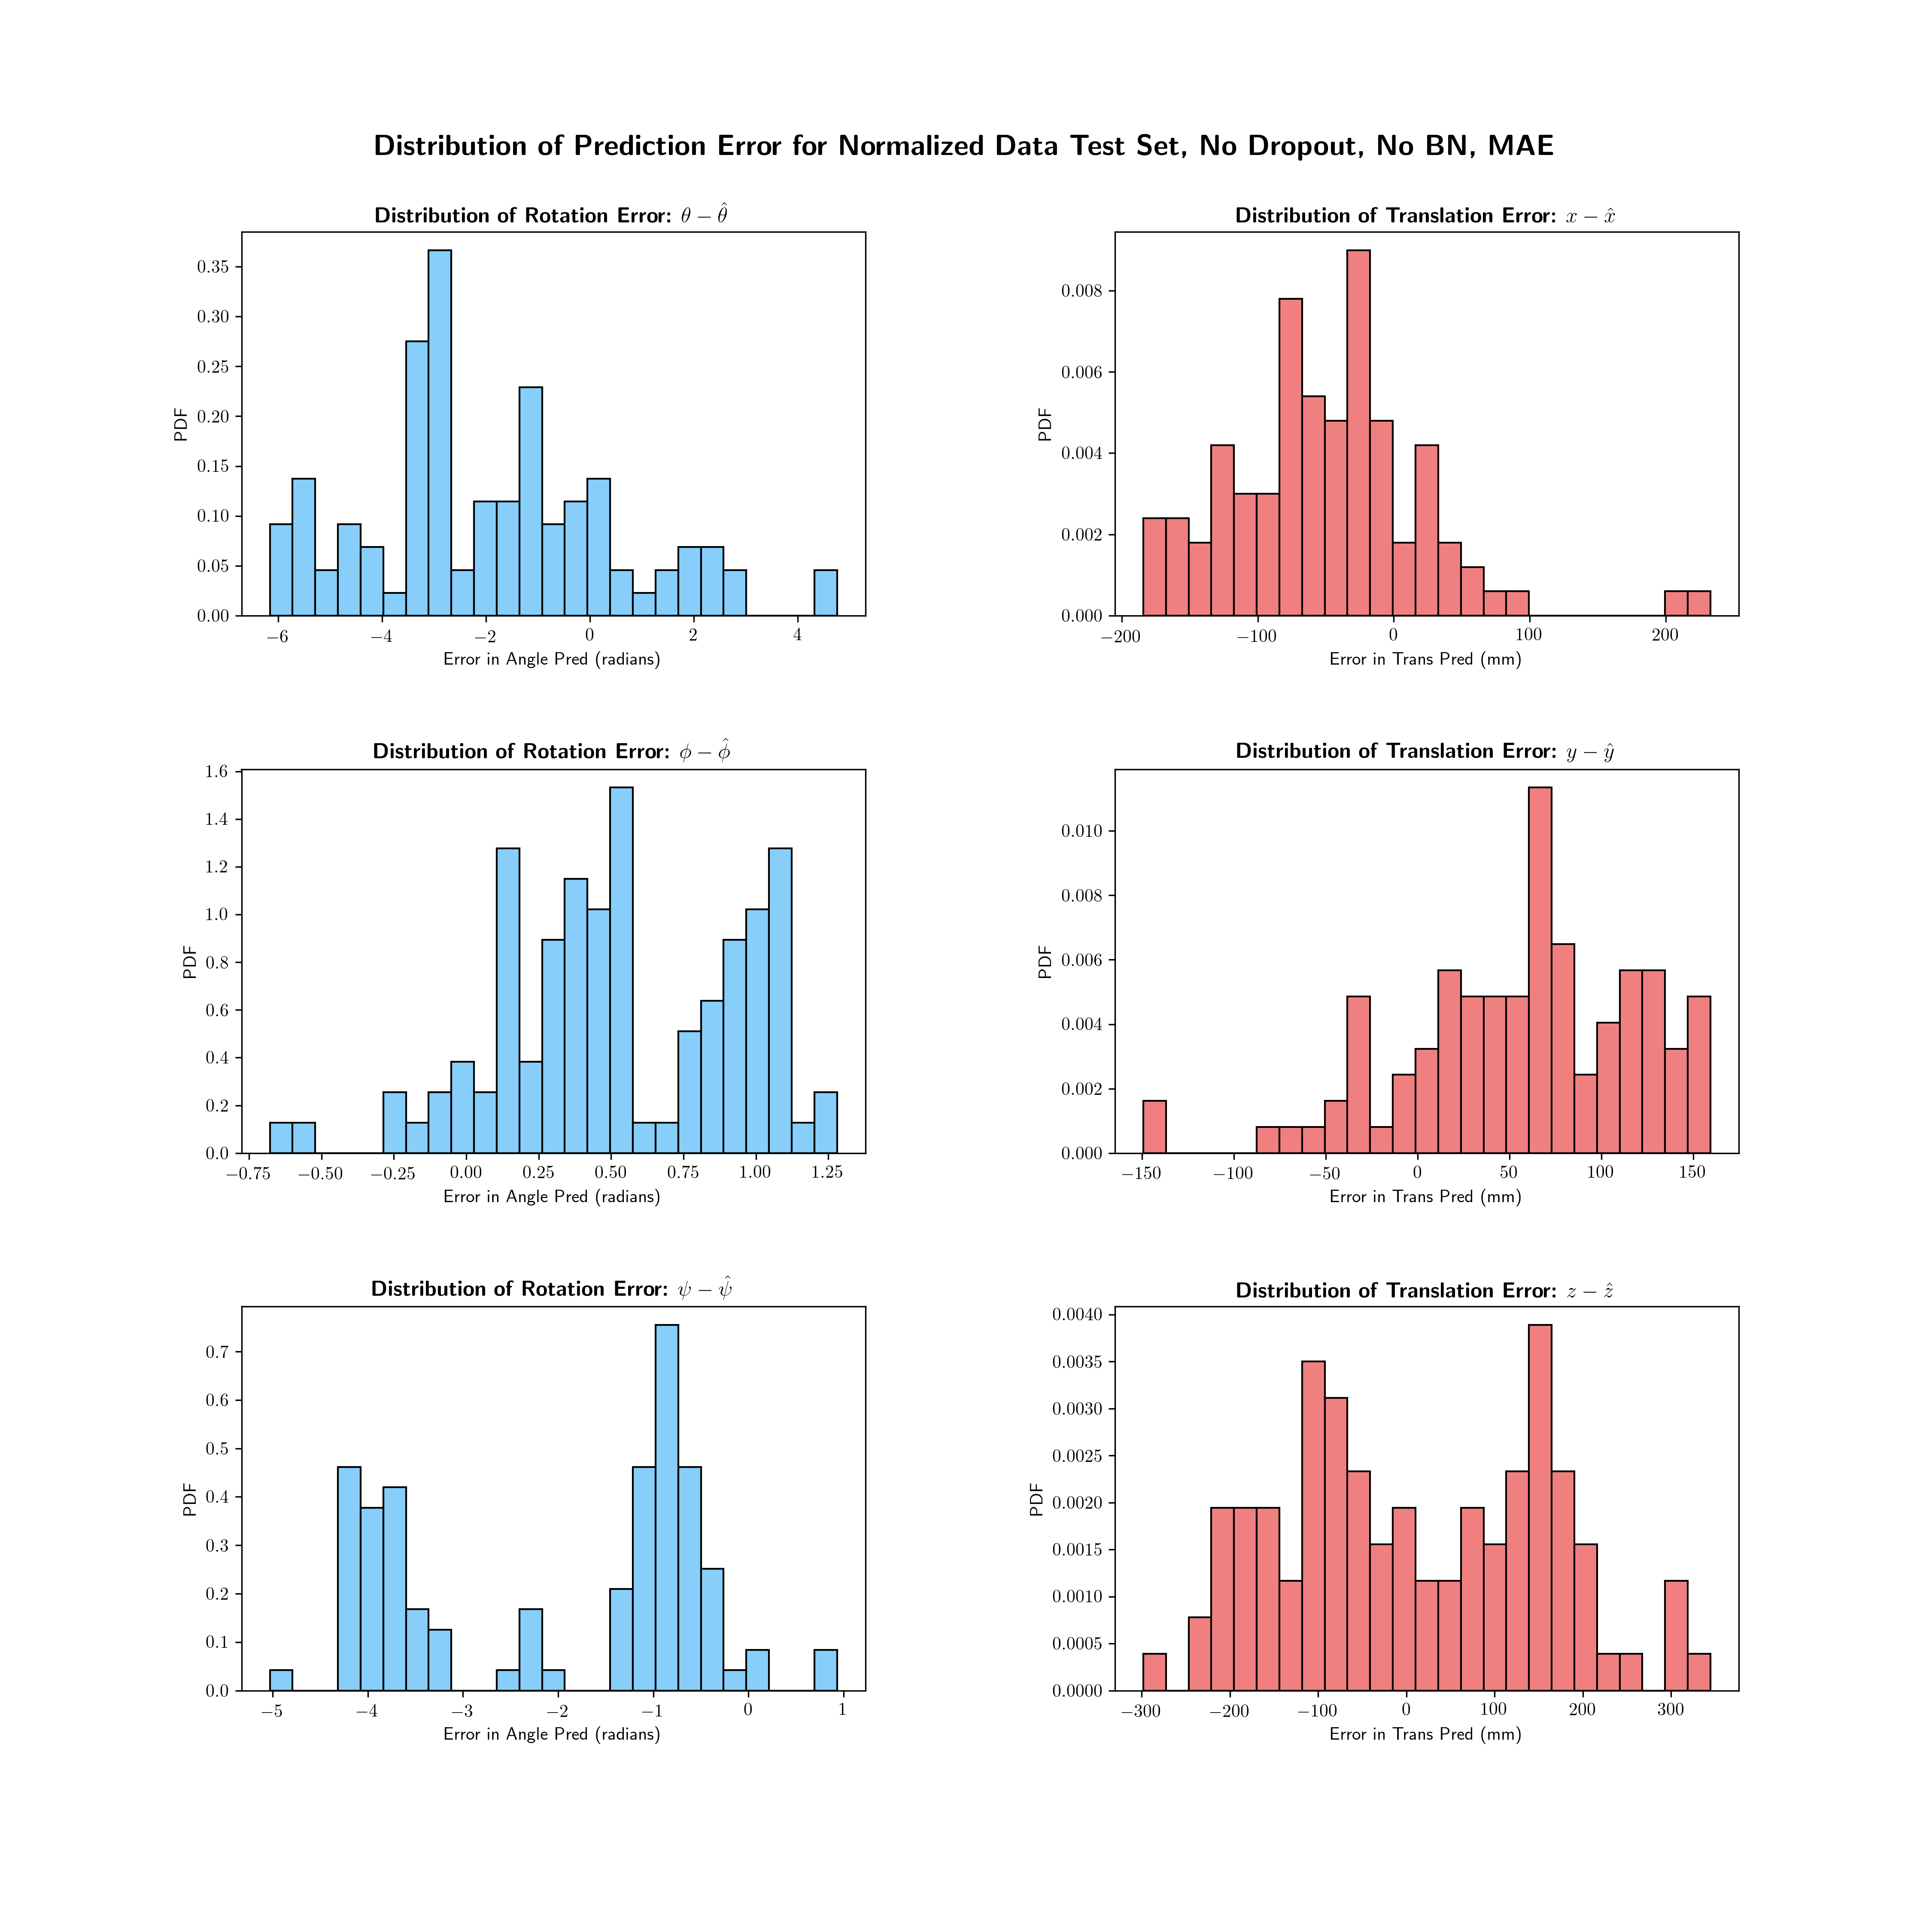 Distribution of Prediction Error for Normalized Data Test Set, No Dropout, No BN, MAE
Distribution of Rotation Error: θ − θ̂
PDF
0.35
0.30
0.25
0.20
0.15
0.10
0.05
0.00
−6 −4 −2 0 2 4
Error in Angle Pred (radians)
Distribution of Translation Error: x − x̂
PDF
0.008
0.006
0.004
0.002
0.000
−200 −100 0 100 200
Error in Trans Pred (mm)
Distribution of Rotation Error: ϕ − ϕ̂
PDF
1.6
1.4
1.2
1.0
0.8
0.6
0.4
0.2
0.0
−0.75 −0.50 −0.25 0.00 0.25 0.50 0.75 1.00 1.25
Error in Angle Pred (radians)
Distribution of Translation Error: y − ŷ
PDF
0.010
0.008
0.006
0.004
0.002
0.000
−150 −100 −50 0 50 100 150
Error in Trans Pred (mm)
Distribution of Rotation Error: ψ − ψ̂
PDF
0.7
0.6
0.5
0.4
0.3
0.2
0.1
0.0
−5 −4 −3 −2 −1 0 1
Error in Angle Pred (radians)
Distribution of Translation Error: z − ẑ
PDF
0.0040
0.0035
0.0030
0.0025
0.0020
0.0015
0.0010
0.0005
0.0000
−300 −200 −100 0 100 200 300
Error in Trans Pred (mm)